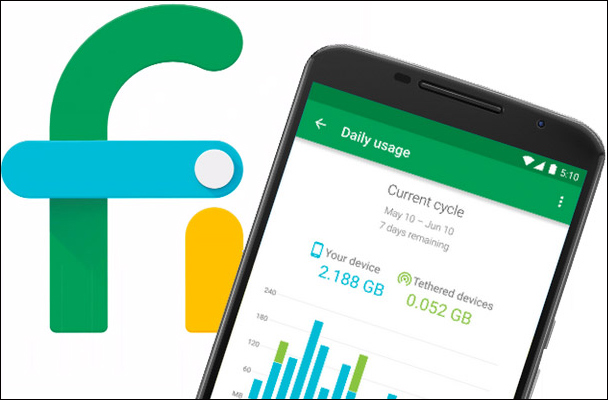 fi
5:10
Daily usage
Current cycle
May 10 – Jun 10
7 days remaining
Your device
2.188 GB
Tethered devices
0.052 GB
240
180
120
60
MB